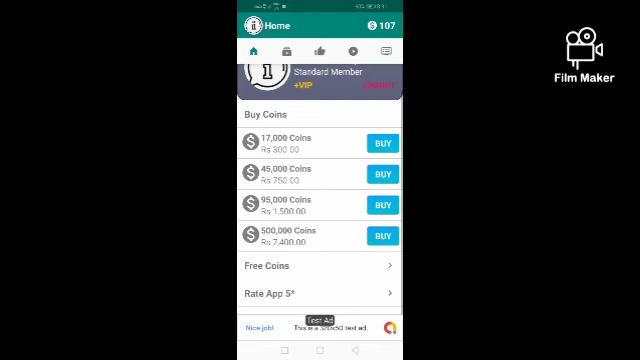 Home
107
Standard Member
+VIP
Buy Coins
17,000 Coins
Rs 300.00
BUY
45,000 Coins
Rs 750.00
BUY
95,000 Coins
Rs 1,500.00
BUY
500,000 Coins
Rs 7,400.00
BUY
Free Coins
Rate App 5*
Test Ad
Nice job!
This is a 320x50 test ad.
Film Maker